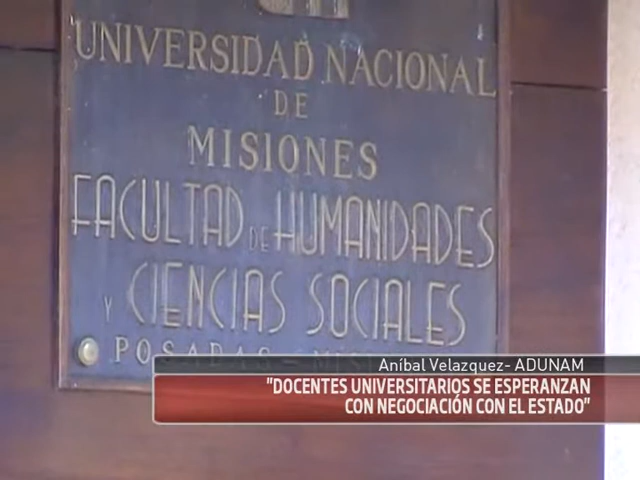 UNIVERSIDAD NACIONAL
DE
MISIONES
FACULTAD DE HUMANIDADES
Y CIENCIAS SOCIALES
POSADAS -
Aníbal Velazquez- ADUNAM
"DOCENTES UNIVERSITARIOS SE ESPERANZAN
CON NEGOCIACIÓN CON EL ESTADO"